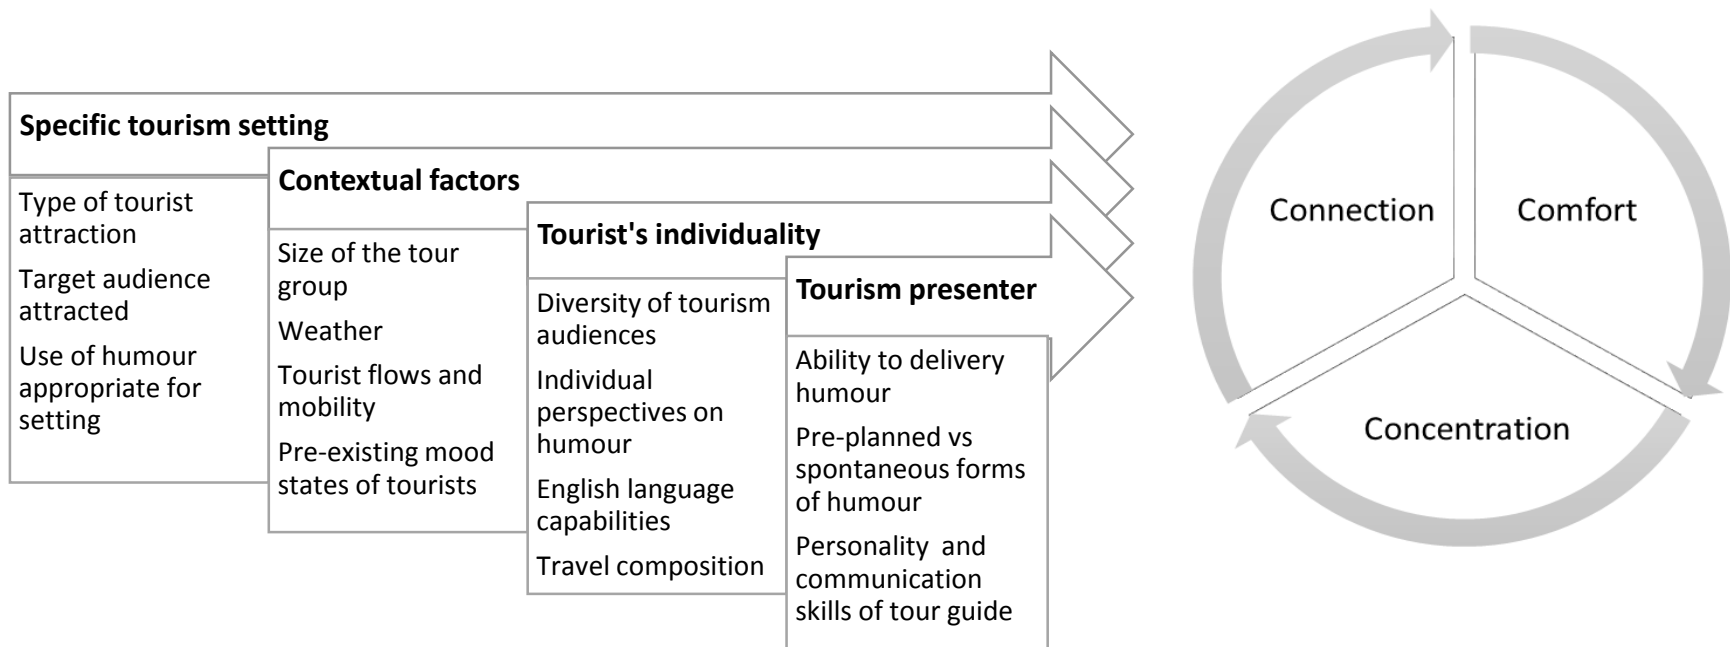 Specific tourism setting
Type of tourist
attraction
Target audience
attracted
Use of humour
appropriate for
setting
Contextual factors
Size of the tour
group
Weather
Tourist flows and
mobility
Pre-existing mood
states of tourists
Tourist's individuality
Diversity of tourism
audiences
Individual
perspectives on
humour
English language
capabilities
Travel composition
Tourism presenter
Ability to delivery
humour
Pre-planned vs
spontaneous forms
of humour
Personality and
communication
skills of tour guide
Connection
Comfort
Concentration